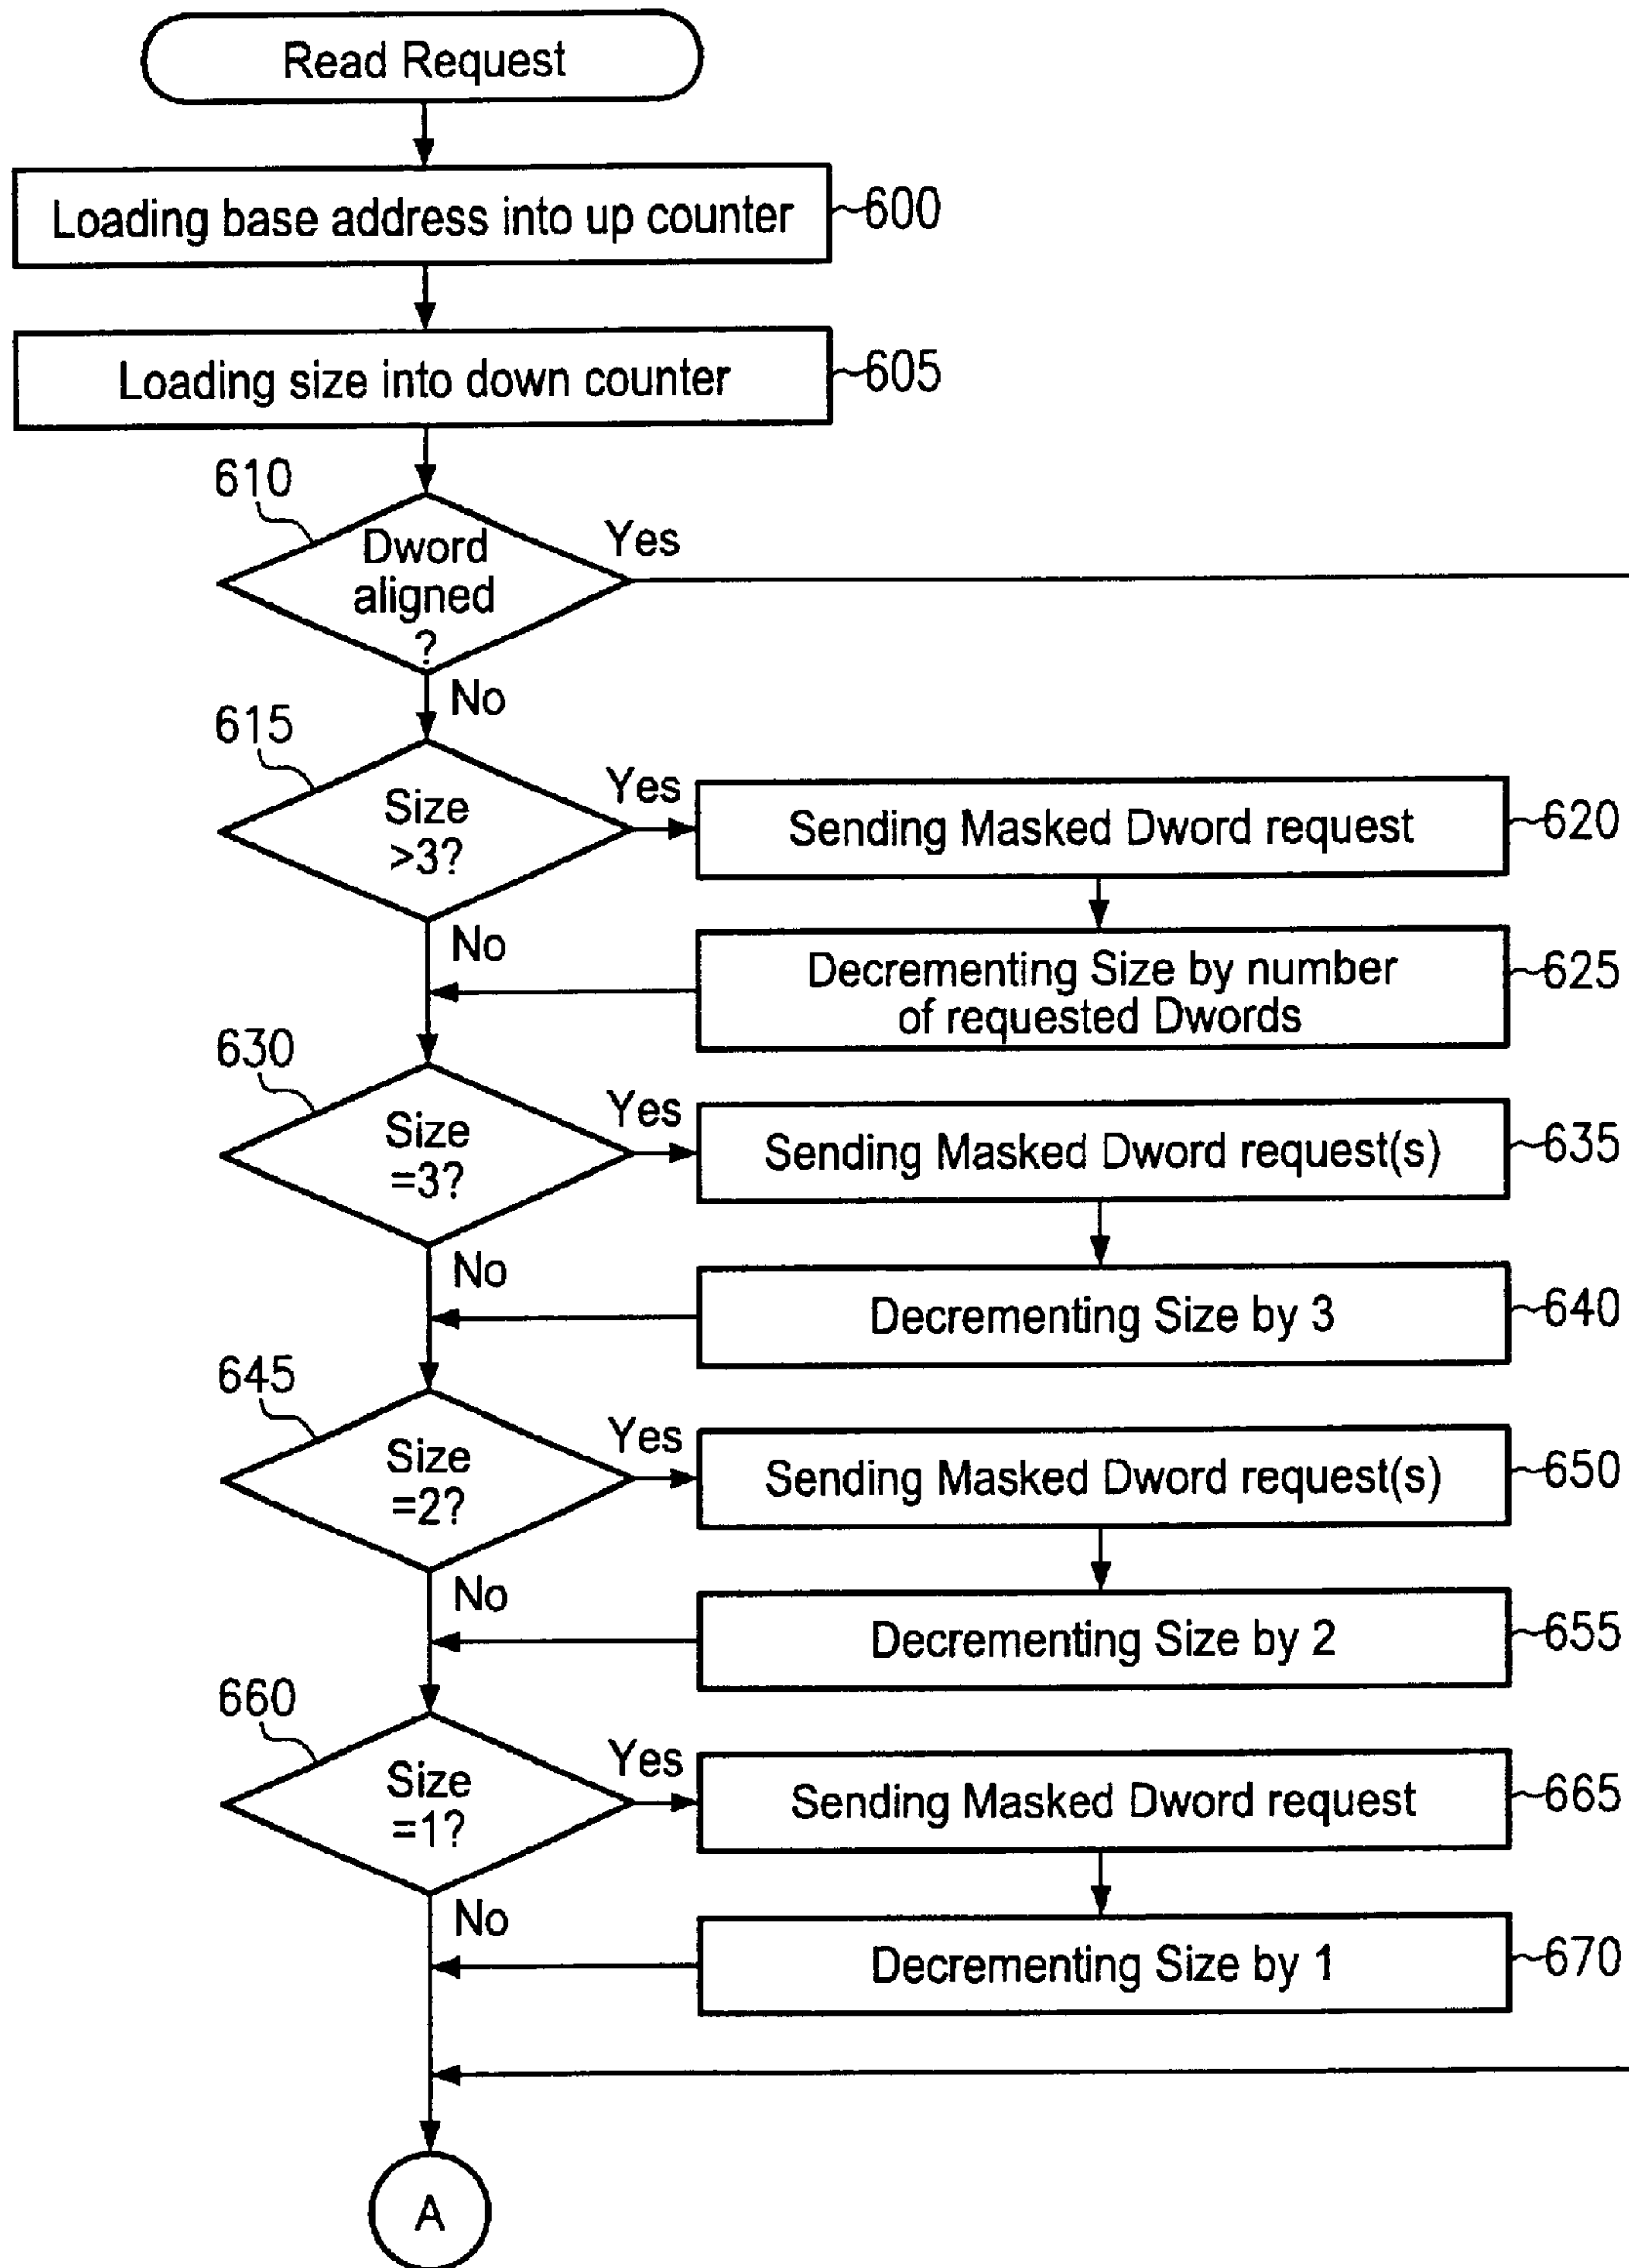 Read Request
Loading base address into up counter
600
Loading size into down counter
605
610
Dword
aligned
?
Yes
No
615
Size
>3?
Yes
Sending Masked Dword request
620
No
Decrementing Size by number
of requested Dwords
625
630
Size
=3?
Yes
Sending Masked Dword request(s)
635
No
Decrementing Size by 3
640
645
Size
=2?
Yes
Sending Masked Dword request(s)
650
No
Decrementing Size by 2
655
660
Size
=1?
Yes
Sending Masked Dword request
665
No
Decrementing Size by 1
670
A